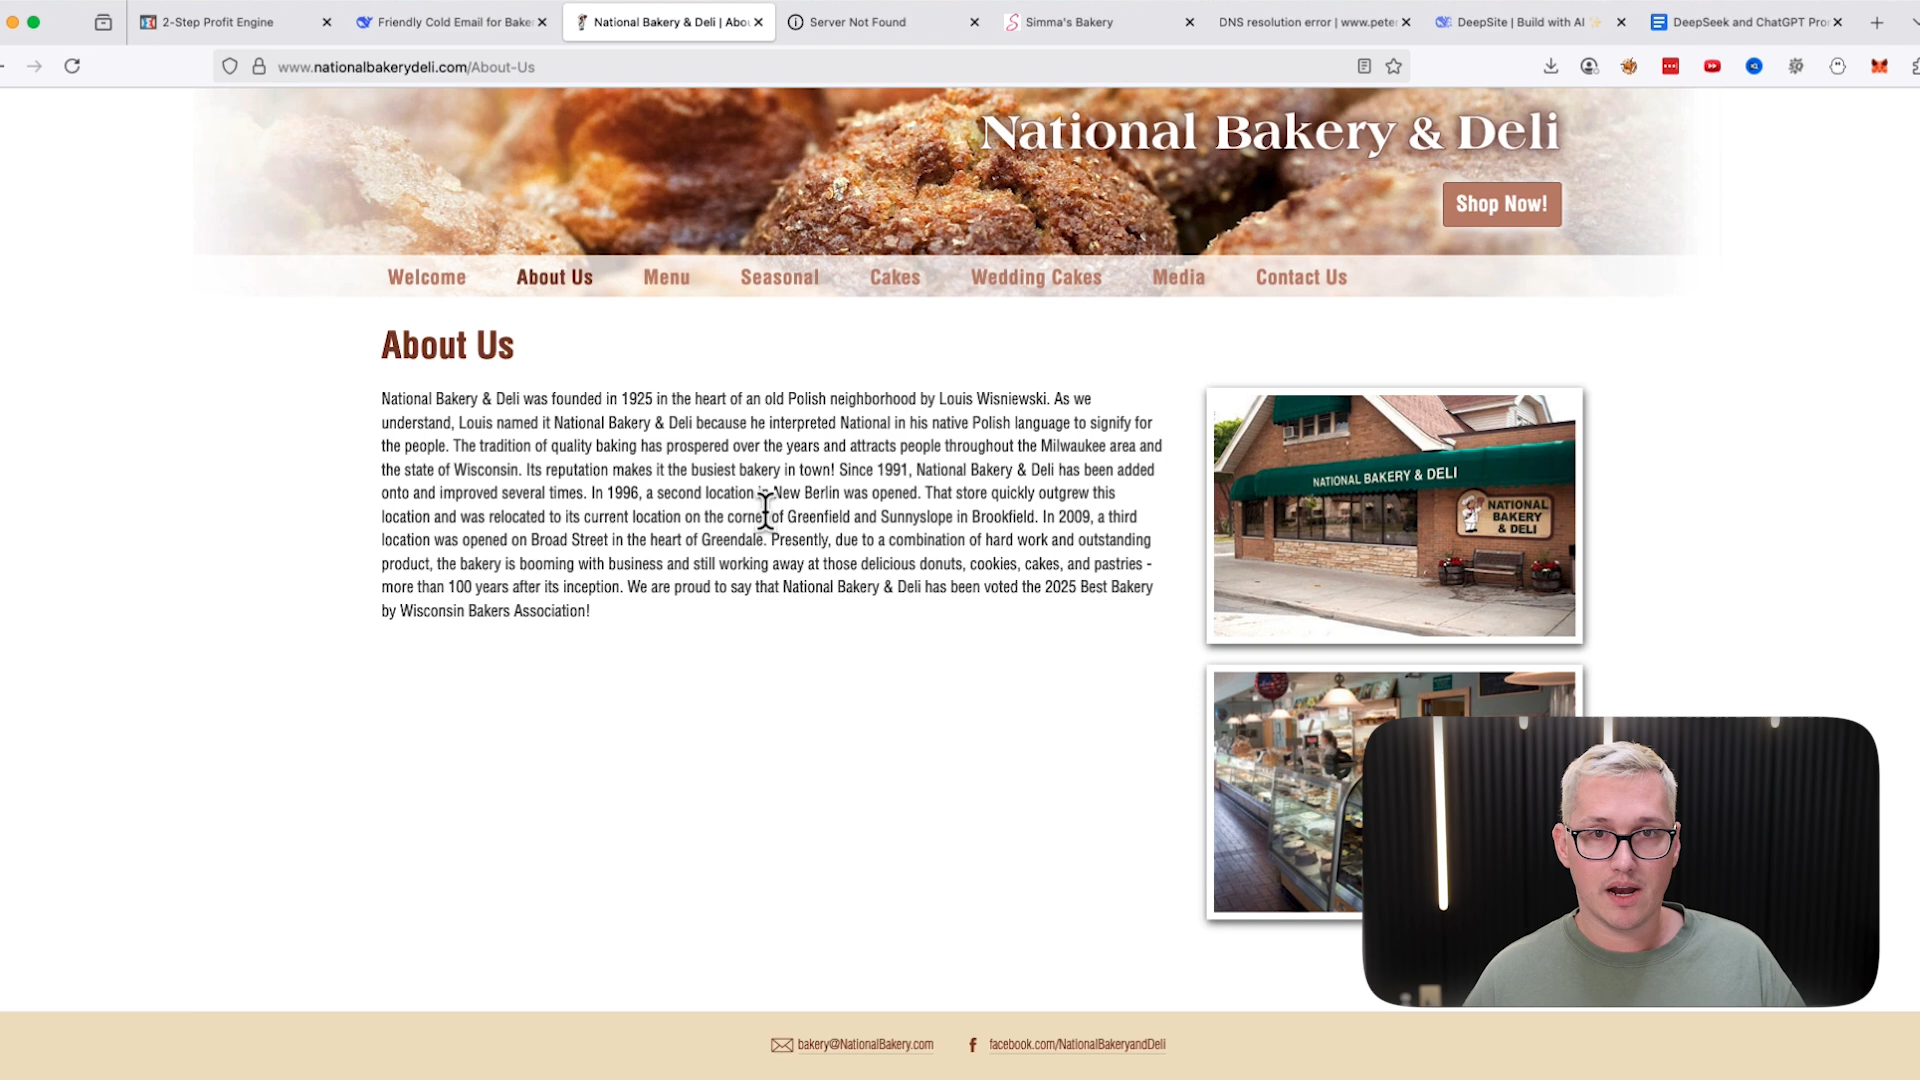 2-Step Profit Engine
Friendly Cold Email for Bake
National Bakery & Deli | Abou
Server Not Found
Simma's Bakery
DNS resolution error | www.peter
DeepSite | Build with AI
DeepSeek and ChatGPT Pro
www.nationalbakerydeli.com/About-Us
National Bakery & Deli
Shop Now!
Welcome
About Us
Menu
Seasonal
Cakes
Wedding Cakes
Media
Contact Us
About Us
National Bakery & Deli was founded in 1925 in the heart of an old Polish neighborhood by Louis Wisniewski. As we
understand, Louis named it National Bakery & Deli because he interpreted National in his native Polish language to signify for
the people. The tradition of quality baking has prospered over the years and attracts people throughout the Milwaukee area and
the state of Wisconsin. Its reputation makes it the busiest bakery in town! Since 1991, National Bakery & Deli has been added
onto and improved several times. In 1996, a second location in New Berlin was opened. That store quickly outgrew this
location and was relocated to its current location on the corner of Greenfield and Sunnyslope in Brookfield. In 2009, a third
location was opened on Broad Street in the heart of Greendale. Presently, due to a combination of hard work and outstanding
product, the bakery is booming with business and still working away at those delicious donuts, cookies, cakes, and pastries -
more than 100 years after its inception. We are proud to say that National Bakery & Deli has been voted the 2025 Best Bakery
by Wisconsin Bakers Association!
NATIONAL BAKERY & DELI
NATIONAL
BAKERY
& DELI
bakery@NationalBakery.com
facebook.com/NationalBakeryandDeli